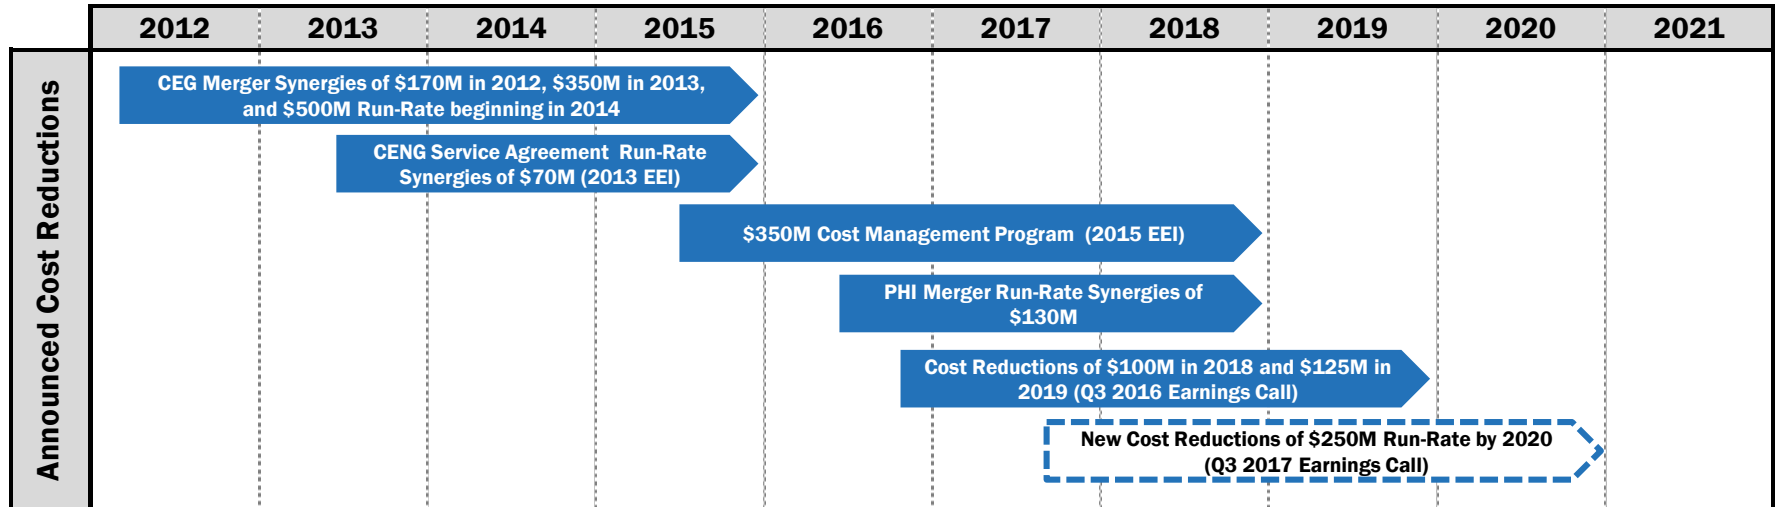 2012 2013 2014 2015 2016 2017 2018 2019 2020 2021
Announced Cost Reductions
CEG Merger Synergies of $170M in 2012, $350M in 2013,
and $500M Run-Rate beginning in 2014
CENG Service Agreement Run-Rate
Synergies of $70M (2013 EEI)
$350M Cost Management Program (2015 EEI)
PHI Merger Run-Rate Synergies of
$130M
Cost Reductions of $100M in 2018 and $125M in
2019 (Q3 2016 Earnings Call)
New Cost Reductions of $250M Run-Rate by 2020
(Q3 2017 Earnings Call)